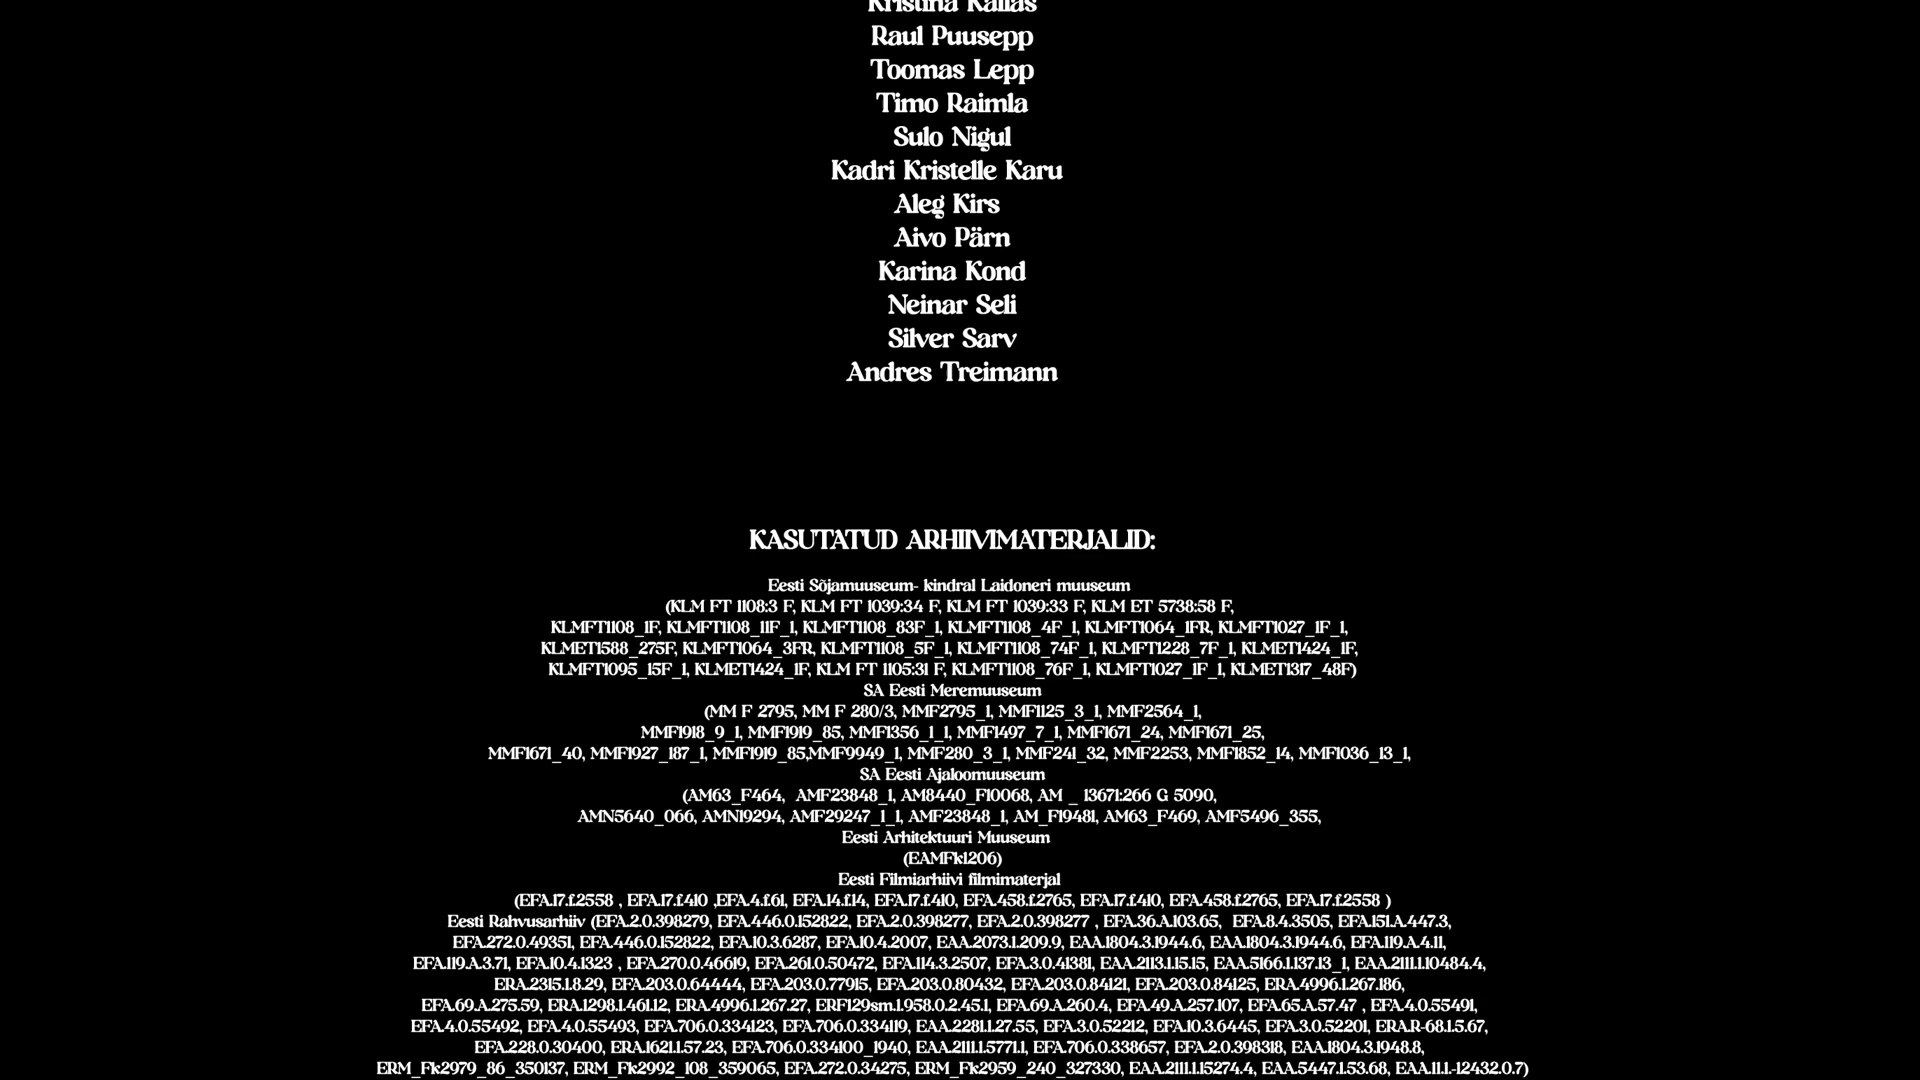 Kristina Kallas
Raul Puusepp
Toomas Lepp
Timo Raimla
Sulo Nigul
Kadri Kristelle Karu
Aleg Kirs
Aivo Pärn
Karina Kond
Neinar Seli
Silver Sarv
Andres Treimann
KASUTATUD ARHIIVIMATERJALID:
Eesti Sõjamuuseum- kindral Laidoneri muuseum
(KLM FT 1108:3 F, KLM FT 1039:34 F, KLM FT 1039:33 F, KLM ET 5738:58 F,
KLMFT1108_1F, KLMFT1108_11F_1, KLMFT1108_83F_1, KLMFT1108_4F_1, KLMFT1064_1FR, KLMFT1027_1F_1,
KLMET1588_275F, KLMFT1064_3FR, KLMFT1108_5F_1, KLMFT1108_74F_1, KLMFT1228_7F_1, KLMET1424_1F,
KLMFT1095_15F_1, KLMET1424_1F, KLM FT 1105:31 F, KLMFT1108_76F_1, KLMFT1027_1F_1, KLMET1317_48F)
SA Eesti Meremuuseum
(MM F 2795, MM F 280/3, MMF2795_1, MMF1125_3_1, MMF2564_1,
MMF1918_9_1, MMF1919_85, MMF1356_1_1, MMF1497_7_1, MMF1671_24, MMF1671_25,
MMF1671_40, MMF1927_187_1, MMF1919_85,MMF9949_1, MMF280_3_1, MMF241_32, MMF2253, MMF1852_14, MMF1036_13_1,
SA Eesti Ajaloomuuseum
(AM63_F464,  AMF23848_1, AM8440_F10068, AM _ 13671:266 G 5090,
AMN5640_066, AMN19294, AMF29247_1_1, AMF23848_1, AM_F19481, AM63_F469, AMF5496_355,
Eesti Arhitektuuri Muuseum
(EAMFk1206)
Eesti Filmiarhiivi filmimaterjal
(EFA.17.f.2558 , EFA.17.f.410 ,EFA.4.f.61, EFA.14.f.14, EFA.17.f.410, EFA.458.f.2765, EFA.17.f.410, EFA.458.f.2765, EFA.17.f.2558 )
Eesti Rahvusarhiiv (EFA.2.0.398279, EFA.446.0.152822, EFA.2.0.398277, EFA.2.0.398277 , EFA.36.A.103.65,  EFA.8.4.3505, EFA.151.A.447.3,
EFA.272.0.49351, EFA.446.0.152822, EFA.10.3.6287, EFA.10.4.2007, EAA.2073.1.209.9, EAA.1804.3.1944.6, EAA.1804.3.1944.6, EFA.119.A.4.11,
EFA.119.A.3.71, EFA.10.4.1323 , EFA.270.0.46619, EFA.261.0.50472, EFA.114.3.2507, EFA.3.0.41381, EAA.2113.1.15.15, EAA.5166.1.137.13_1, EAA.2111.1.10484.4,
ERA.2315.1.8.29, EFA.203.0.64444, EFA.203.0.77915, EFA.203.0.80432, EFA.203.0.84121, EFA.203.0.84125, ERA.4996.1.267.186,
EFA.69.A.275.59, ERA.1298.1.461.12, ERA.4996.1.267.27, ERF129sm.1.958.0.2.45.1, EFA.69.A.260.4, EFA.49.A.257.107, EFA.65.A.57.47 , EFA.4.0.55491,
EFA.4.0.55492, EFA.4.0.55493, EFA.706.0.334123, EFA.706.0.334119, EAA.2281.1.27.55, EFA.3.0.52212, EFA.10.3.6445, EFA.3.0.52201, ERA.R-68.1.5.67,
EFA.228.0.30400, ERA.1621.1.57.23, EFA.706.0.334100_1940, EAA.2111.1.5771.1, EFA.706.0.338657, EFA.2.0.398318, EAA.1804.3.1948.8,
ERM_Fk2979_86_350137, ERM_Fk2992_108_359065, EFA.272.0.34275, ERM_Fk2959_240_327330, EAA.2111.1.15274.4, EAA.5447.1.53.68, EAA.11.1.-12432.0.7)